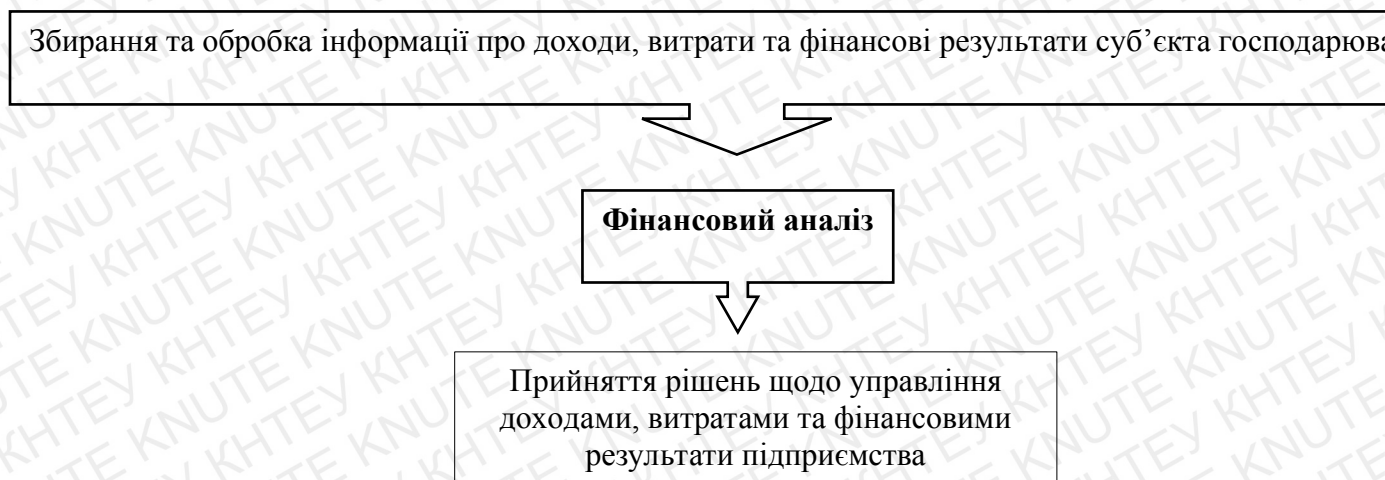 Збирання та обробка інформації про доходи, витрати та фінансові результати суб’єкта
Фінансовий аналіз
Прийняття рішень щодо управління
доходами, витратами та фінансовими
результати підприємства